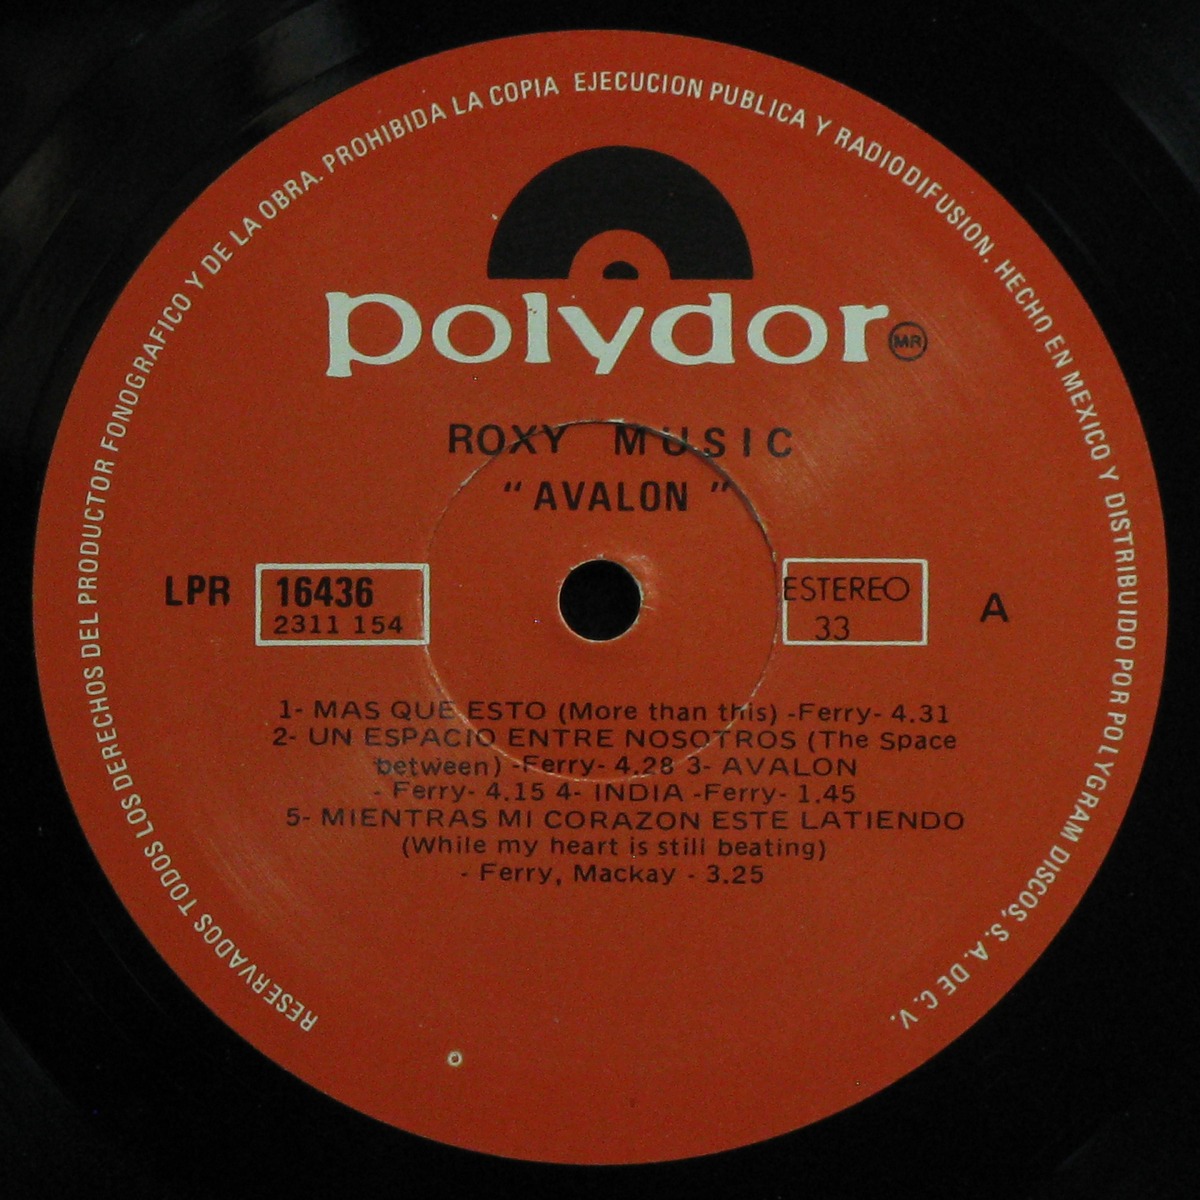 RESERVADOS TODOS LOS DERECHOS DEL PRODUCTOR FONOGRAFICO Y DE LA OBRA. PROHIBIDA LA COPIA EJECUCION PUBLICA Y RADIODIFUSION. HECHO EN MEXICO Y DISTRIBUIDO POR POLYGRAM DISCOS, S. A. DE C. V.
polydor MR
ROXY MUSIC
“ AVALON ”
LPR 16436 ESTEREO A
2311 154 33
1- MAS QUE ESTO (More than this) -Ferry- 4.31
2- UN ESPACIO ENTRE NOSOTROS (The Space
between) -Ferry- 4.28 3- AVALON
- Ferry- 4.15 4- INDIA -Ferry- 1.45
5- MIENTRAS MI CORAZON ESTE LATIENDO
(While my heart is still beating)
- Ferry, Mackay - 3.25